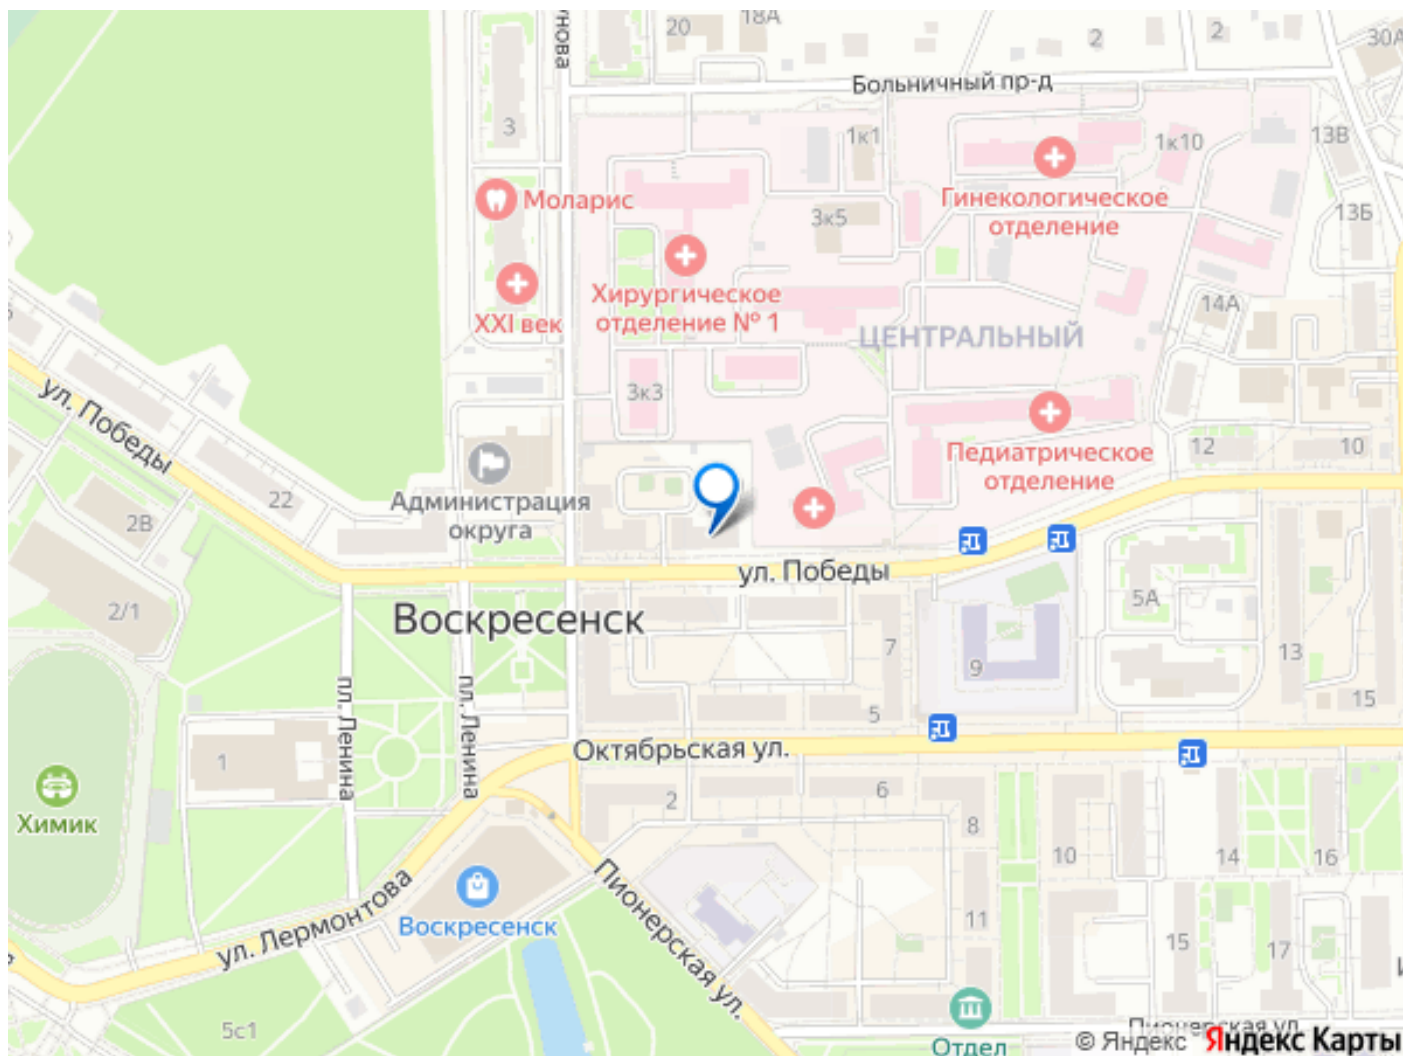 20
18А
2
2
30А
унова
Больничный пр-д
3
1к1
1к10
13В
Моларис
Гинекологическое
отделение
3к5
13Б
Хирургическое
отделение № 1
XXI век
ЦЕНТРАЛЬНЫЙ
14А
3к3
ул. Победы
Педиатрическое
отделение
12
10
Администрация
округа
22
2В
ул. Победы
2/1
Воскресенск
5А
7
9
13
15
пл. Ленина
пл. Ленина
5
Октябрьская ул.
1
Химик
2
6
8
10
14
16
Воскресенск
ул. Лермонтова
Пионерская ул.
11
15
17
5с1
Отдел
Пионерская ул.
© Яндекс Яндекс Карты